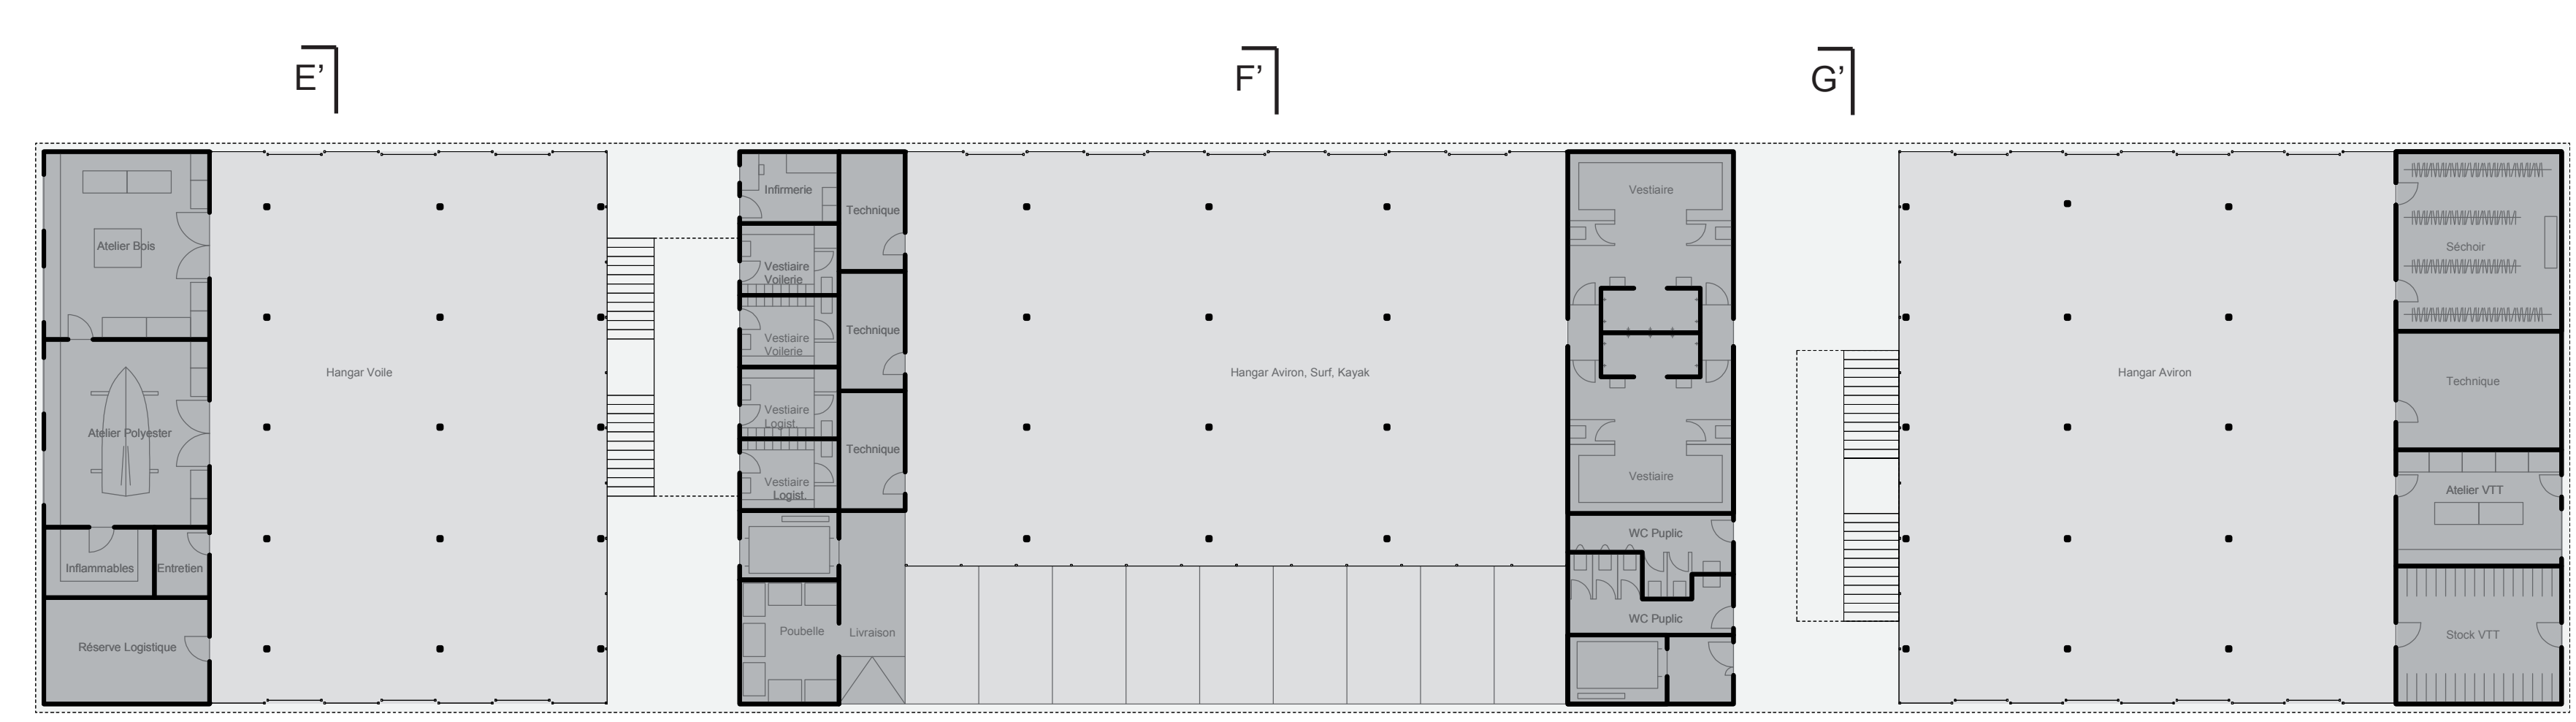 E’
F’
G’
Atelier Bois
Atelier Polyester
Inflammables
Entretien
Réserve Logistique
Hangar Voile
Infirmerie
Vestiaire
Voilerie
Vestiaire
Voilerie
Vestiaire
Logist.
Vestiaire
Logist.
Poubelle
Technique
Technique
Technique
Livraison
Hangar Aviron, Surf, Kayak
Vestiaire
Vestiaire
WC Puplic
WC Puplic
Hangar Aviron
Séchoir
Technique
Atelier VTT
Stock VTT